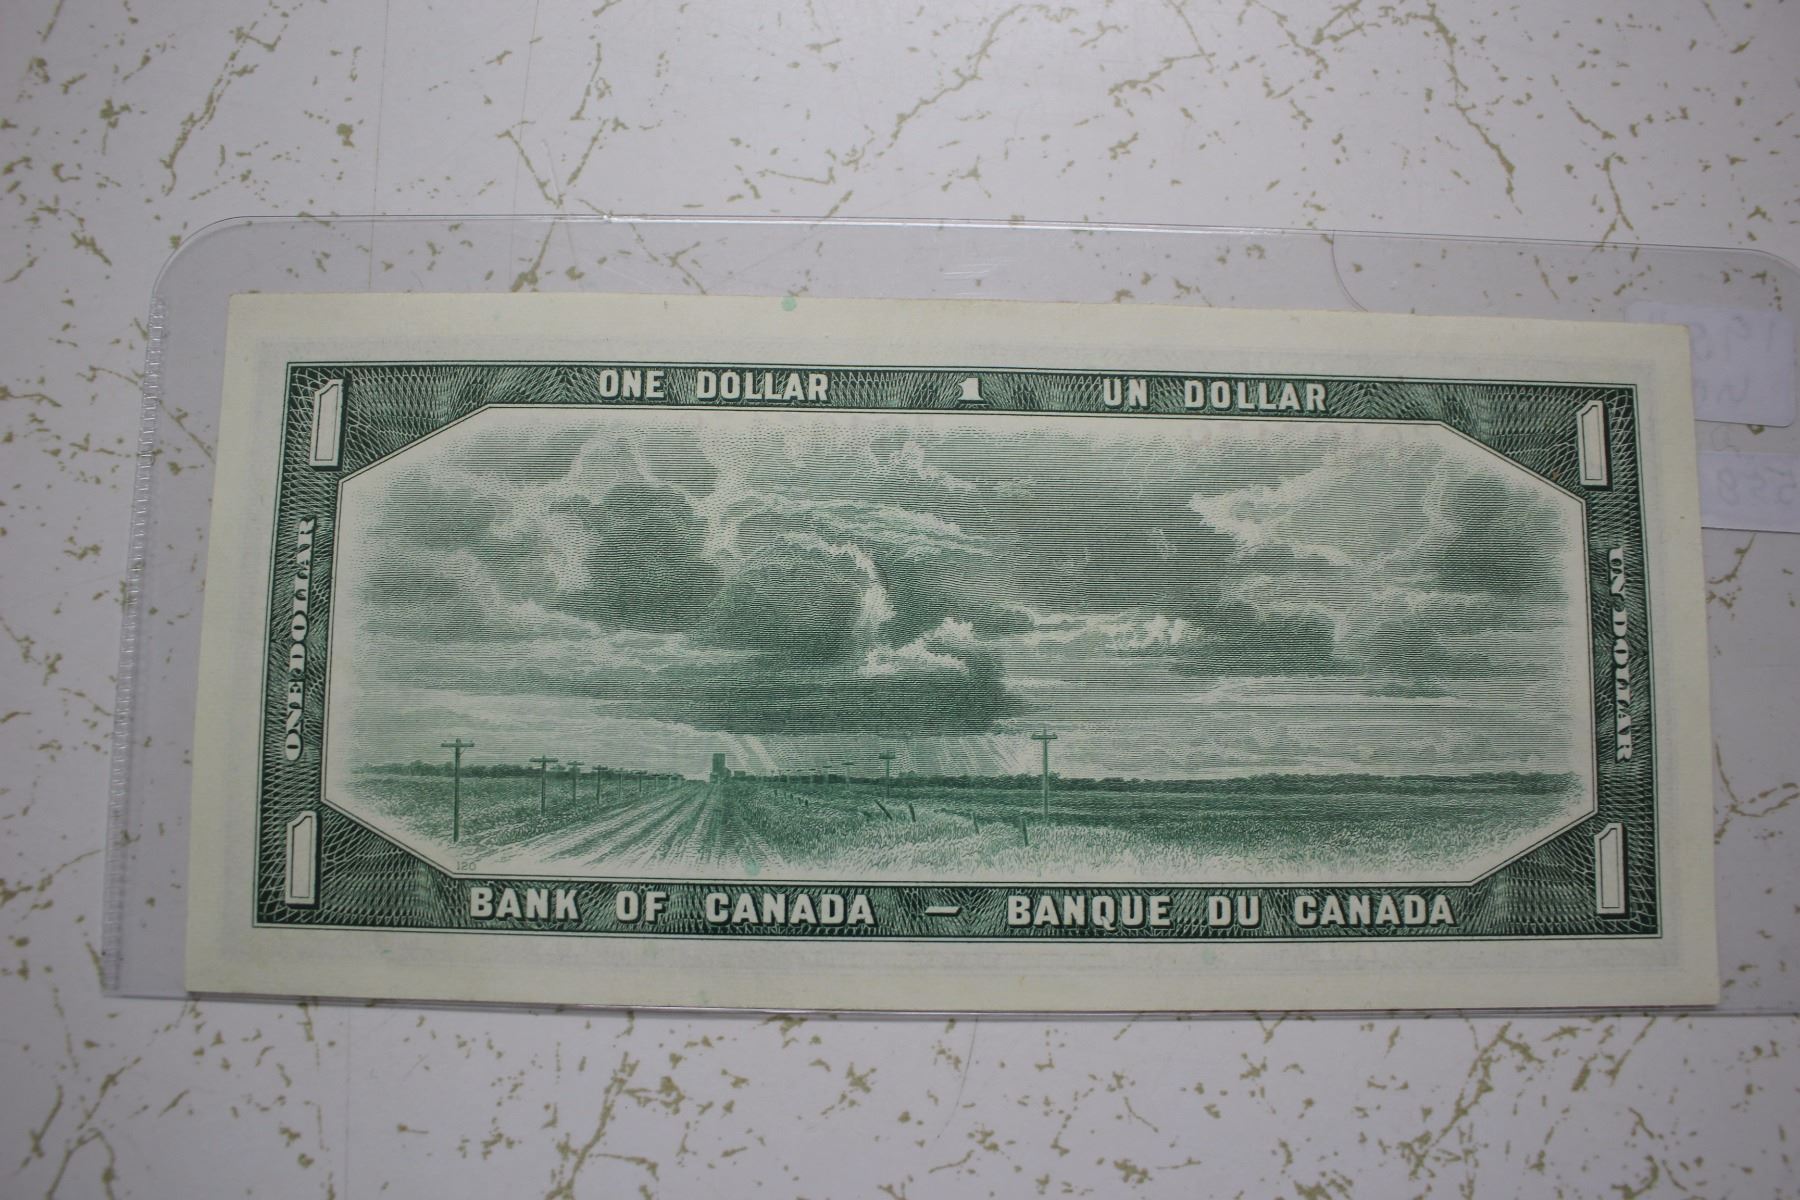 ONE DOLLAR 1 UN DOLLAR
1 1
ONE DOLLAR
UN DOLLAR
1 1
120
BANK OF CANADA — BANQUE DU CANADA